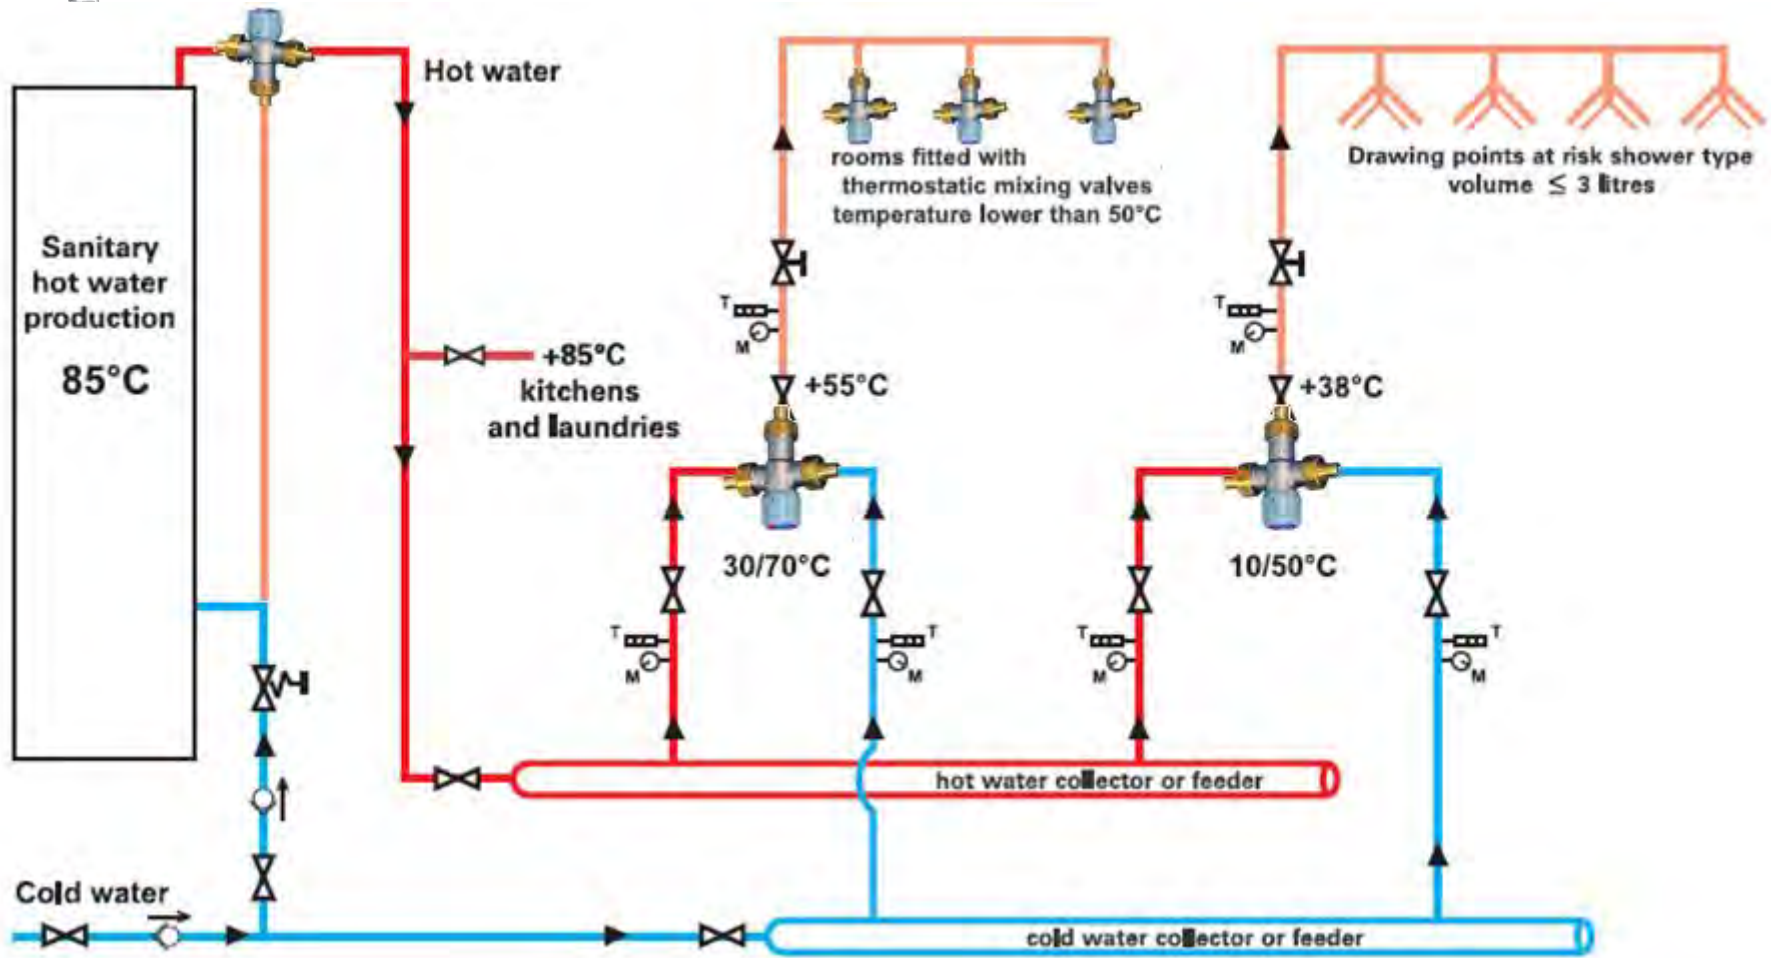 Hot water
rooms fitted with
thermostatic mixing valves
temperature lower than 50°C
Drawing points at risk shower type
volume ≤ 3 litres
Sanitary
hot water
production
85°C
+85°C
kitchens
and laundries
T
M
+55°C
T
M
+38°C
30/70°C
10/50°C
T
M
T
M
T
M
T
M
hot water collector or feeder
Cold water
cold water collector or feeder